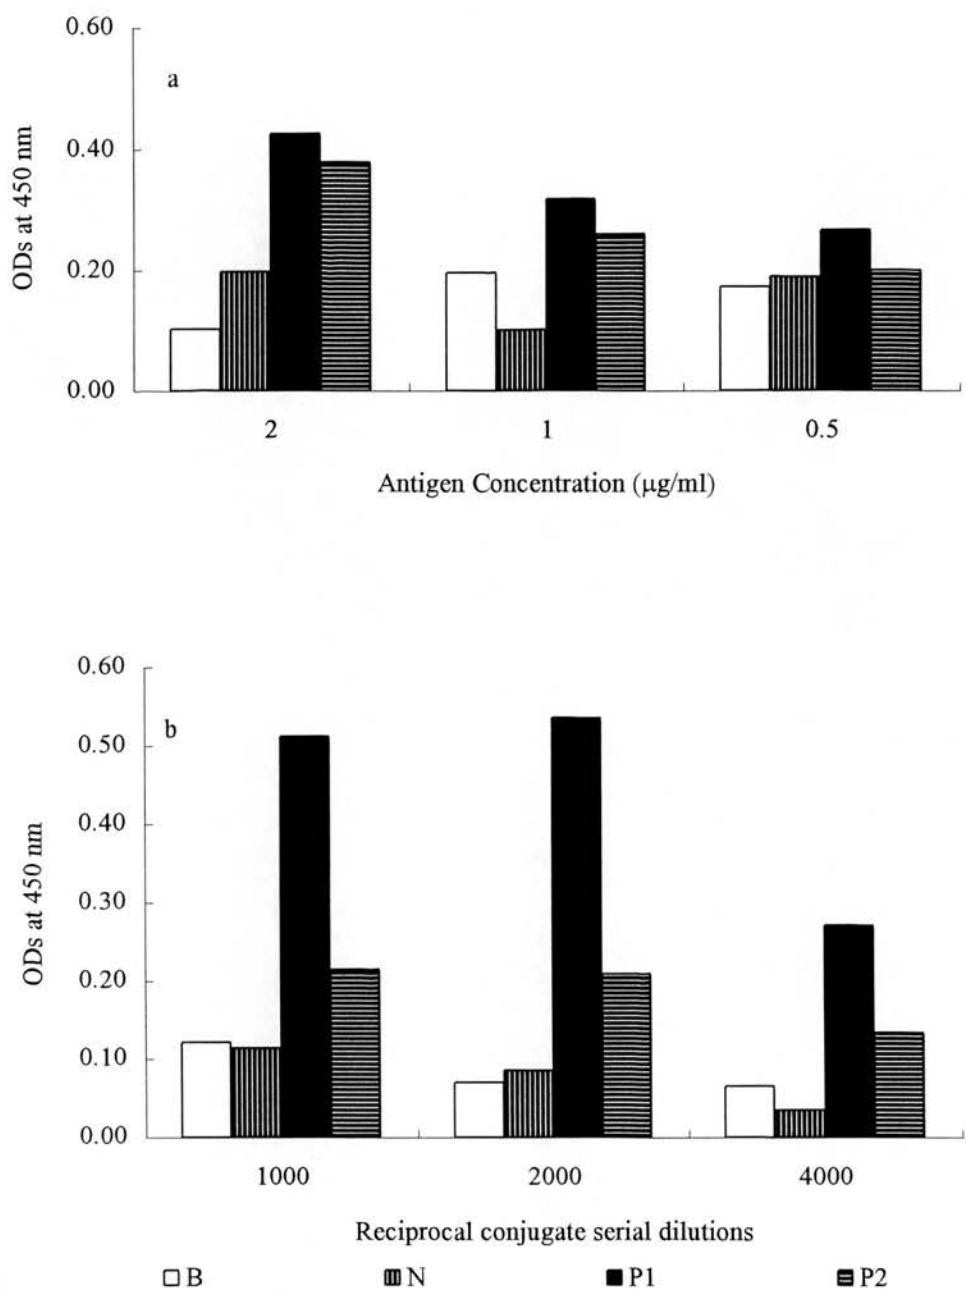 0.60
a
0.40
0.20
0.00
ODs at 450 nm
2 1 0.5
Antigen Concentration (μg/ml)
0.60
b
0.50
0.40
0.30
0.20
0.10
0.00
ODs at 450 nm
1000 2000 4000
Reciprocal conjugate serial dilutions
B N P1 P2